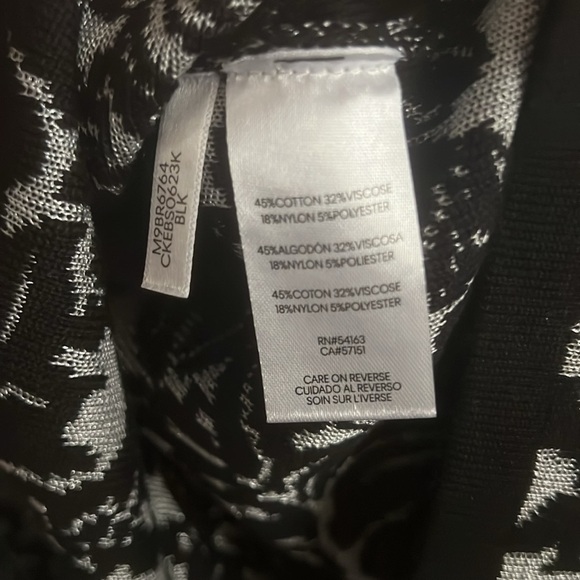 M9BR6764
CKEBS0623K
BLK
45%COTTON 32%VISCOSE
18%NYLON 5%POLYESTER
45%ALGODÓN 32%VISCOSA
18%NYLON 5%POLIESTER
45%COTON 32%VISCOSE
18%NYLON 5%POLYESTER
RN#54163
CA#57151
CARE ON REVERSE
CUIDADO AL REVERSO
SOIN SUR L'IVERSE